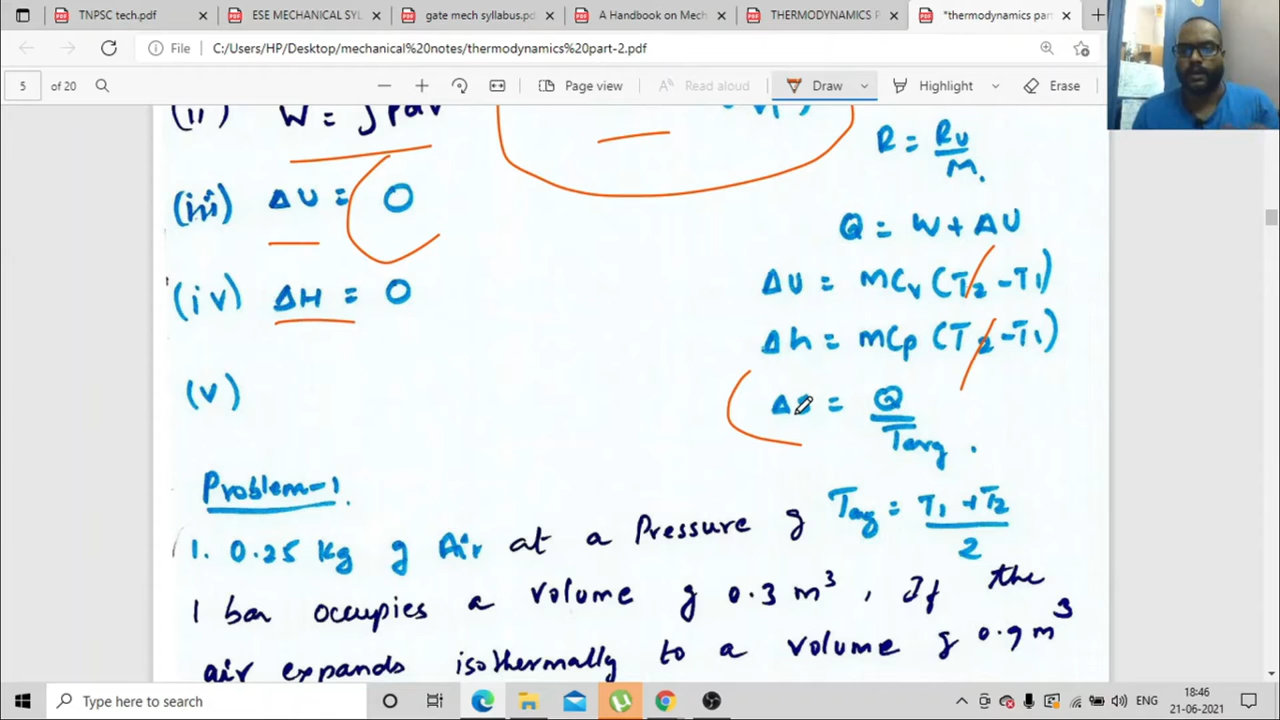 TNPSC tech.pdf
ESE MECHANICAL SYL
gate mech syllabus.pd
A Handbook on Mech
THERMODYNAMICS P
*thermodynamics par
File
C:/Users/HP/Desktop/mechanical%20notes/thermodynamics%20part-2.pdf
5 of 20
Page view
Read aloud
Draw
Highlight
Erase
(ii) W = ∫PdV
R = Ru/M.
(iii) ΔU = 0
Q = W + ΔU
ΔU = mCv (T2 - T1)
(iv) ΔH = 0
Δh = mCp (T2 - T1)
(v)
ΔS = Q/Tavg.
Problem-1.
Tavg = T1 + T2/2
1. 0.25 Kg of Air at a Pressure of
1 bar occupies a volume of 0.3 m³, If the
air expands isothermally to a volume of 0.9 m³
Type here to search
ENG
18:46
21-06-2021